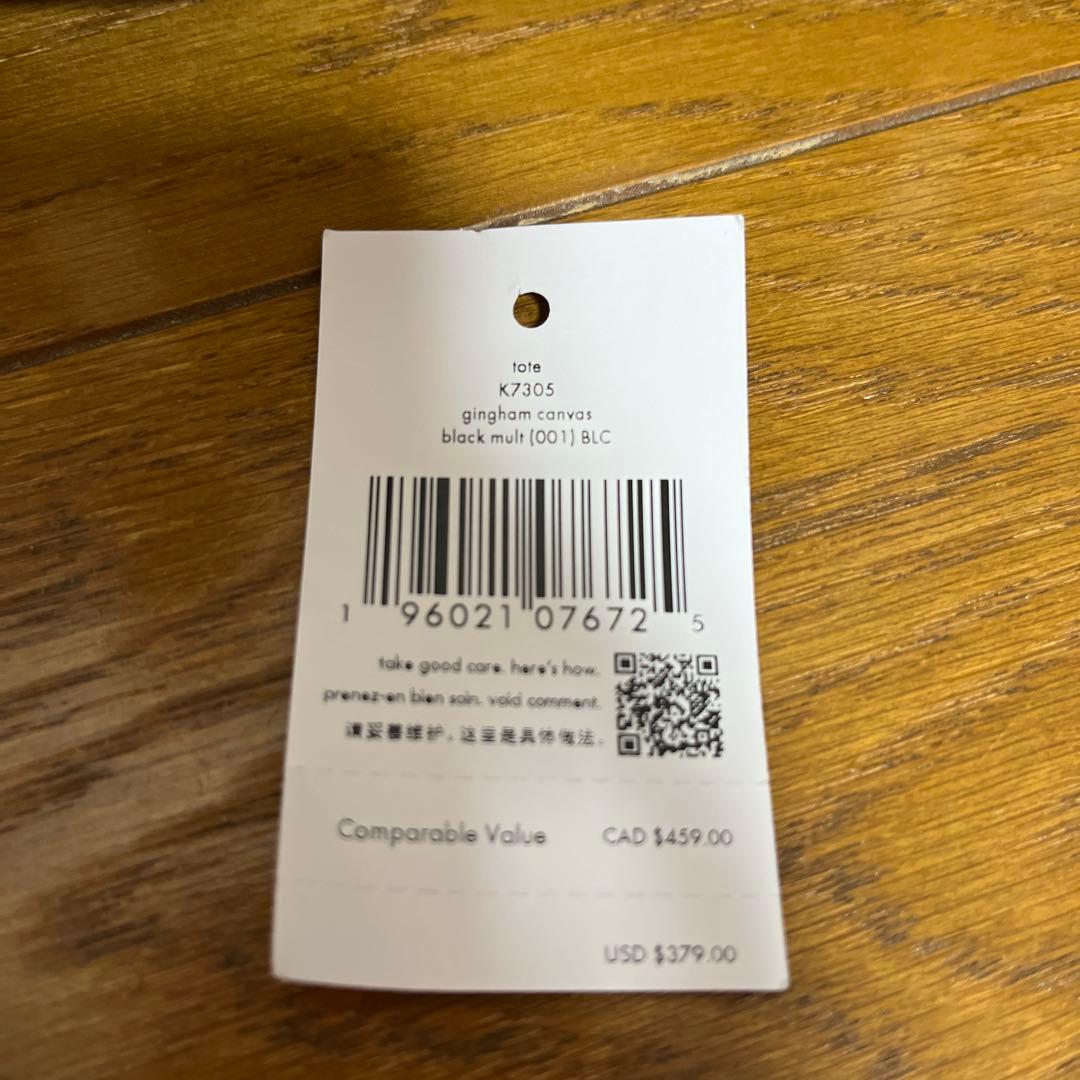 tote
K7305
gingham canvas
black mult (001) BLC
1 96021 07672 5
take good care. here's how.
prenez-en bien soin. void comment.
请妥善维护。这里是具体做法。
Comparable Value CAD $459.00
USD $379.00